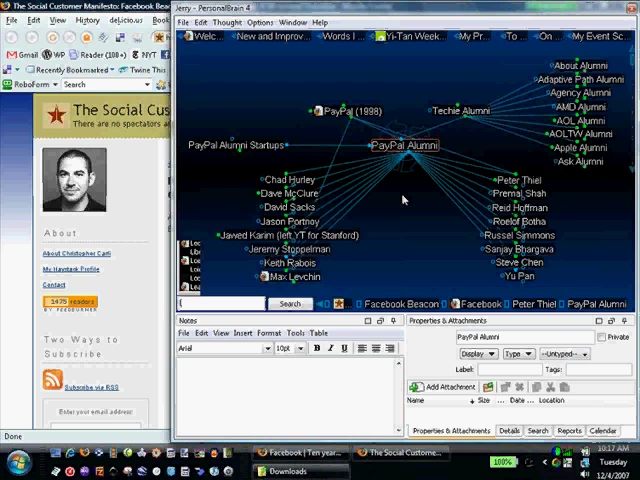 The Social Customer Manifesto: Facebook Beac
File Edit View History Del.icio.us Book
Gmail WP Reader (100+) NYT
Recently Bookmarked Twine This
RoboForm Search
The Social Cus
There are no spectators a
About
About Christopher Carfi
My Haystack Profile
Contact
1475 readers
BY FEEDBURNER
Two Ways to
Subscribe
Subscribe via RSS
Enter your email address:
Done
Jerry - PersonalBrain 4
File Edit Thought Options Window Help
Welc... New and Improv... Words I ... Yi-Tan Week... My Pr... To ... On ... My Event Sc
PayPal (1998)
Techie Alumni
About Alumni
Adaptive Path Alumni
Agency Alumni
AMD Alumni
AOL Alumni
AOLTW Alumni
Apple Alumni
Ask Alumni
PayPal Alumni Startups
PayPal Alumni
Chad Hurley
Dave McClure
David Sacks
Jason Portnoy
Jawed Karim (left YT for Stanford)
Jeremy Stoppelman
Keith Rabois
Max Levchin
Peter Thiel
Premal Shah
Reid Hoffman
Roelof Botha
Russel Simmons
Sanjay Bhargava
Steve Chen
Yu Pan
Search
Facebook Beacon Facebook Peter Thiel PayPal Alumni
Notes
File Edit View Insert Format Tools Table
Arial 10pt B I U
Properties & Attachments
PayPal Alumni Private
Display Type --Untyped--
Label: Tags:
Add Attachment
Name Size ... Date ... Location
Properties & Attachments Details Search Reports Calendar
Facebook | Ten year... The Social Custome...
Downloads
100%
10:17 AM
Tuesday
12/4/2007